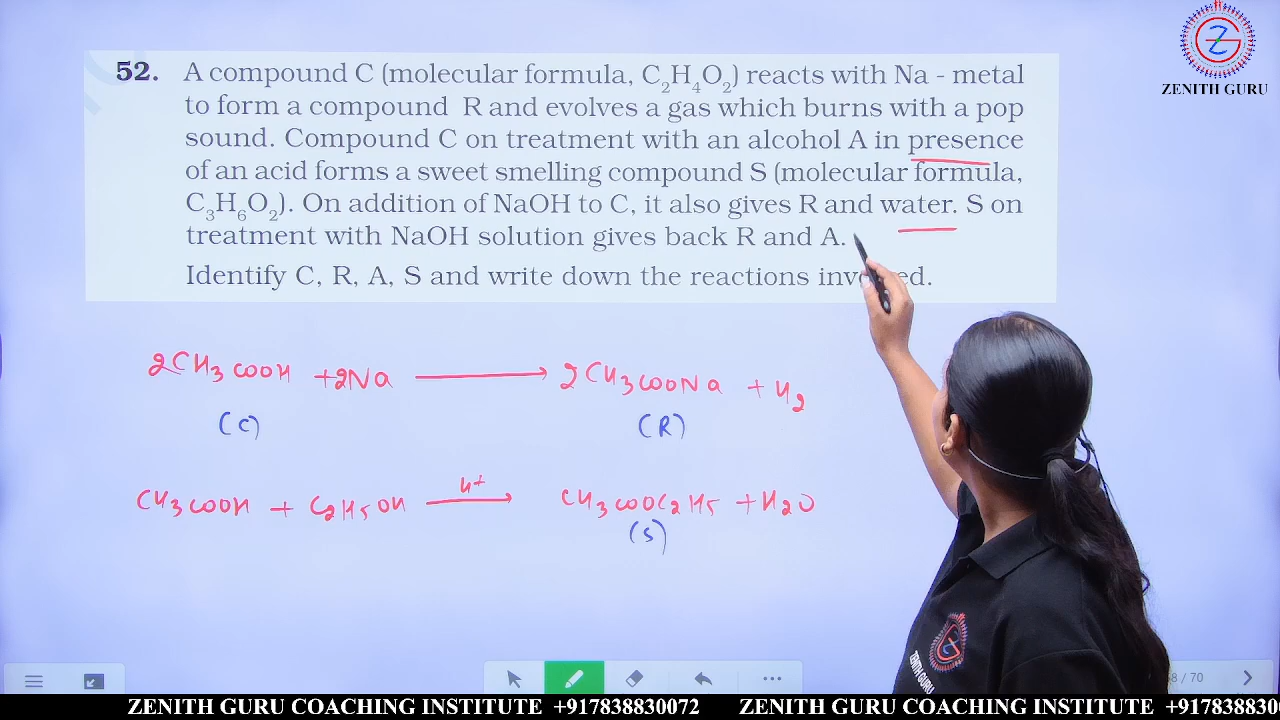 ZENITH GURU
52. A compound C (molecular formula, C₂H₄O₂) reacts with Na - metal
to form a compound R and evolves a gas which burns with a pop
sound. Compound C on treatment with an alcohol A in presence
of an acid forms a sweet smelling compound S (molecular formula,
C₃H₆O₂). On addition of NaOH to C, it also gives R and water. S on
treatment with NaOH solution gives back R and A.
Identify C, R, A, S and write down the reactions
2CH₃COOH +2Na → 2CH₃COONa + H₂
(C) (R)
CH₃COOH + C₂H₅OH H⁺→ CH₃COOC₂H₅ + H₂O
(S)
ZENITH GURU
/ 70
ZENITH GURU COACHING INSTITUTE +917838830072 ZENITH GURU COACHING INSTITUTE +91783883